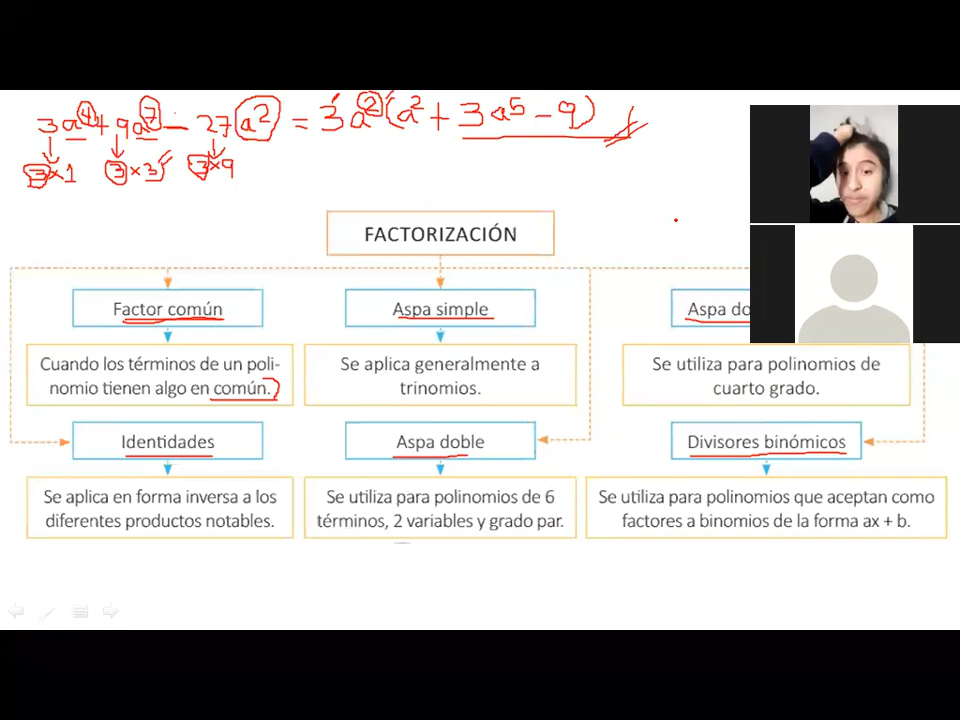 3a⁴ + 9a⁷ - 27a² = 3a²(a² + 3a⁵ - 9)
3×1 3×3 3×9
FACTORIZACIÓN
Factor común
Cuando los términos de un poli-
nomio tienen algo en común.
Aspa simple
Se aplica generalmente a
trinomios.
Aspa do
Se utiliza para polinomios de
cuarto grado.
Identidades
Se aplica en forma inversa a los
diferentes productos notables.
Aspa doble
Se utiliza para polinomios de 6
términos, 2 variables y grado par.
Divisores binómicos
Se utiliza para polinomios que aceptan como
factores a binomios de la forma ax + b.